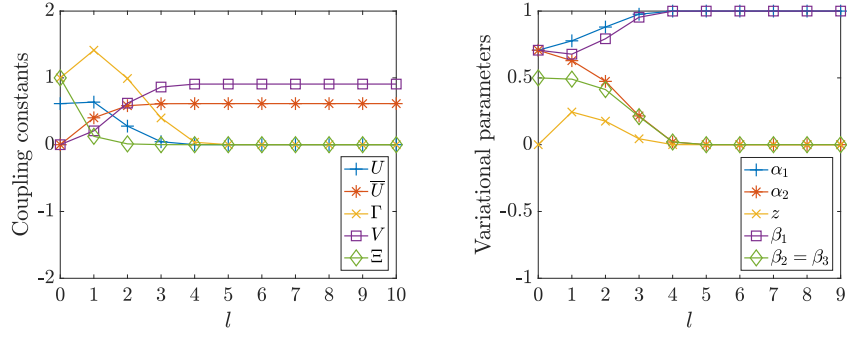 Coupling constants
2
1
0
-1
-2
U
U̅
Γ
V
Ξ
0 1 2 3 4 5 6 7 8 9 10
l
Variational parameters
1
0.5
0
-0.5
-1
α₁
α₂
z
β₁
β₂ = β₃
0 1 2 3 4 5 6 7 8 9
l